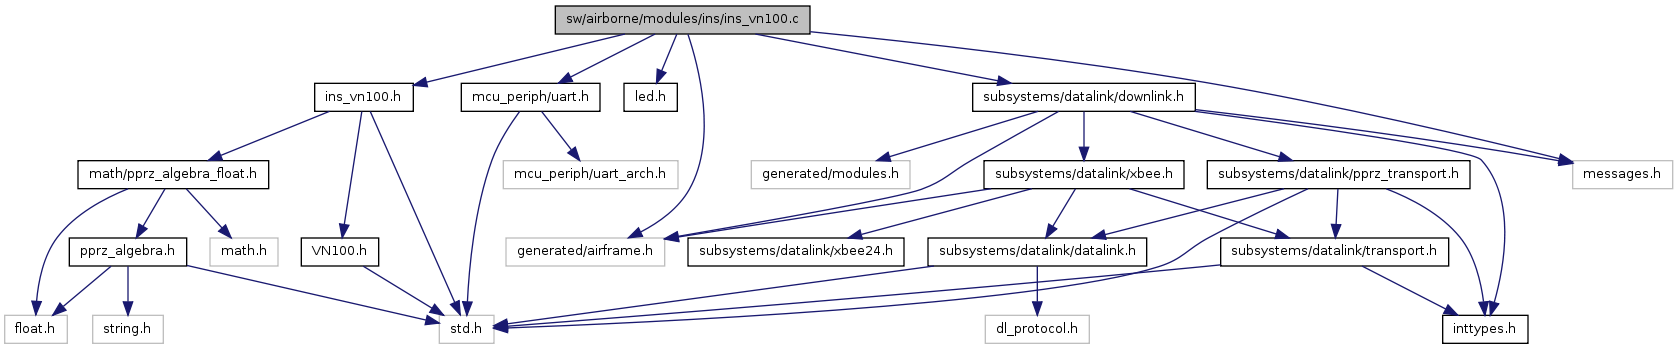 sw/airborne/modules/ins/ins_vn100.c
ins_vn100.h
mcu_periph/uart.h
led.h
subsystems/datalink/downlink.h
math/pprz_algebra_float.h
mcu_periph/uart_arch.h
generated/modules.h
subsystems/datalink/xbee.h
subsystems/datalink/pprz_transport.h
messages.h
pprz_algebra.h
math.h
VN100.h
generated/airframe.h
subsystems/datalink/xbee24.h
subsystems/datalink/datalink.h
subsystems/datalink/transport.h
float.h
string.h
std.h
dl_protocol.h
inttypes.h